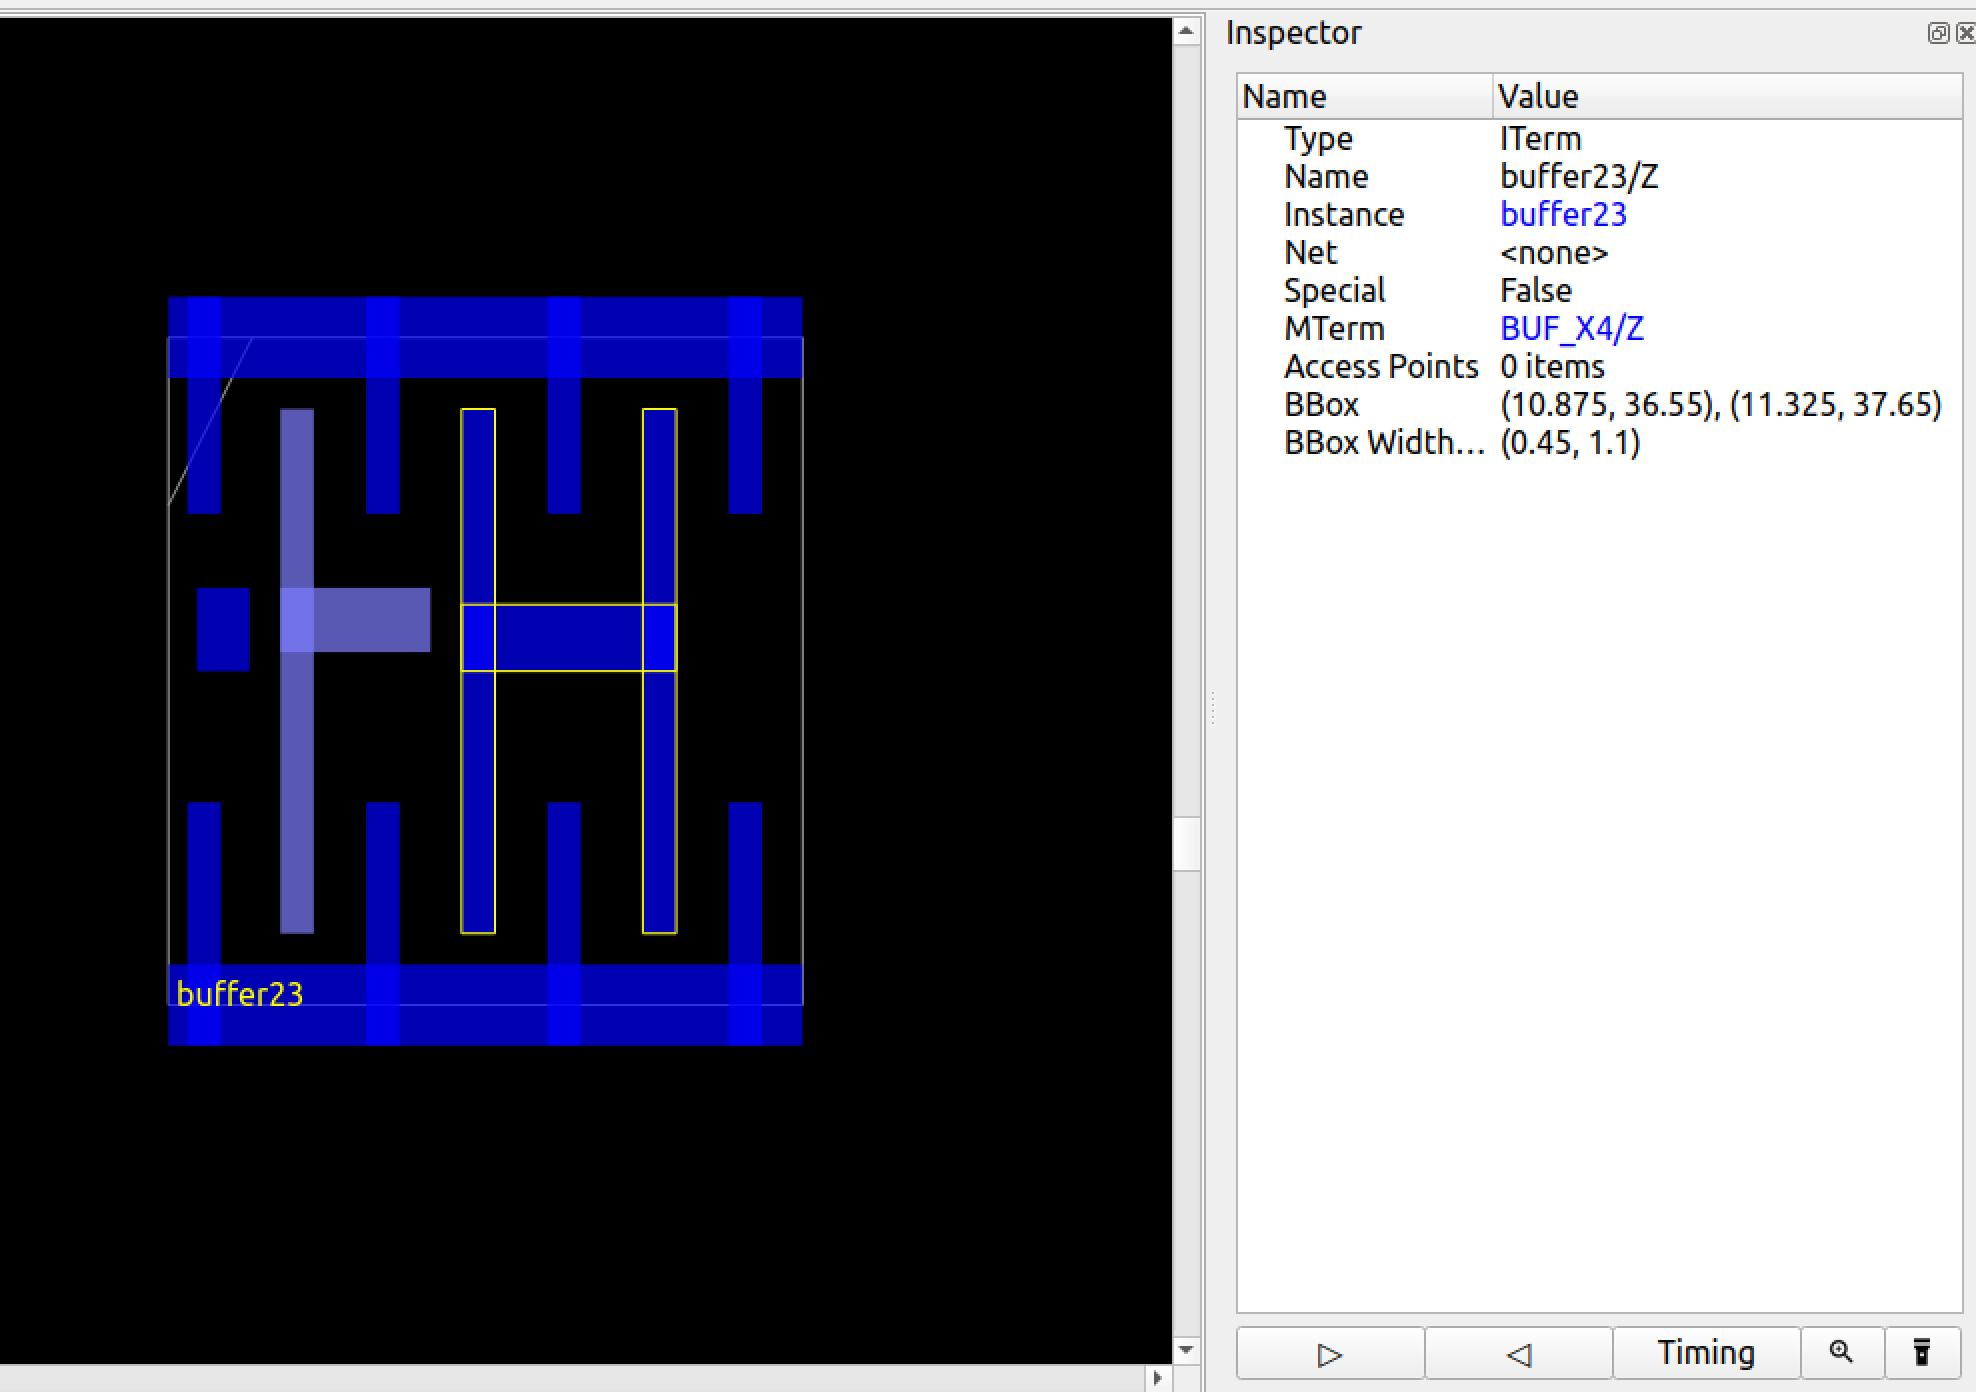 Inspector
Name Value
Type ITerm
Name buffer23/Z
Instance buffer23
Net <none>
Special False
MTerm BUF_X4/Z
Access Points 0 items
BBox (10.875, 36.55), (11.325, 37.65)
BBox Width... (0.45, 1.1)
buffer23
Timing